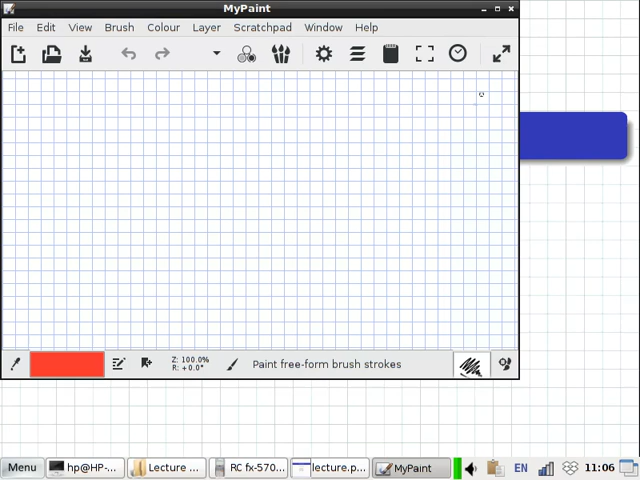 MyPaint
File Edit View Brush Colour Layer Scratchpad Window Help
Z: 100.0%
R: +0.0°
Paint free-form brush strokes
Menu hp@HP-... Lecture ... RC fx-570... lecture.p... MyPaint EN 11:06